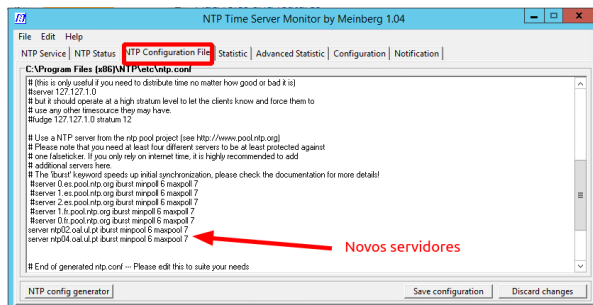 NTP Time Server Monitor by Meinberg 1.04
File Edit Help
NTP Service NTP Status NTP Configuration File Statistic Advanced Statistic Configuration Notification
C:\Program Files (x86)\NTP\etc\ntp.conf
# (this is only useful if you need to distribute time no matter how good or bad it is)
#server 127.127.1.0
# but it should operate at a high stratum level to let the clients know and force them to
# use any other timesource they may have.
#fudge 127.127.1.0 stratum 12
# Use a NTP server from the ntp pool project (see http://www.pool.ntp.org)
# Please note that you need at least four different servers to be at least protected against
# one falseticker. If you only rely on internet time, it is highly recommended to add
# additional servers here.
# The 'iburst' keyword speeds up initial synchronization, please check the documentation for more details!
#server 0.es.pool.ntp.org iburst minpoll 6 maxpoll 7
#server 1.es.pool.ntp.org iburst minpoll 6 maxpoll 7
#server 2.es.pool.ntp.org iburst minpoll 6 maxpoll 7
#server 1.fr.pool.ntp.org iburst minpoll 6 maxpoll 7
#server 0.fr.pool.ntp.org iburst minpoll 6 maxpoll 7
server ntp02.oal.ul.pt iburst minpoll 6 maxpoll 7
server ntp04.oal.ul.pt iburst minpoll 6 maxpoll 7
Novos servidores
# End of generated ntp.conf --- Please edit this to suite your needs
NTP config generator Save configuration Discard changes